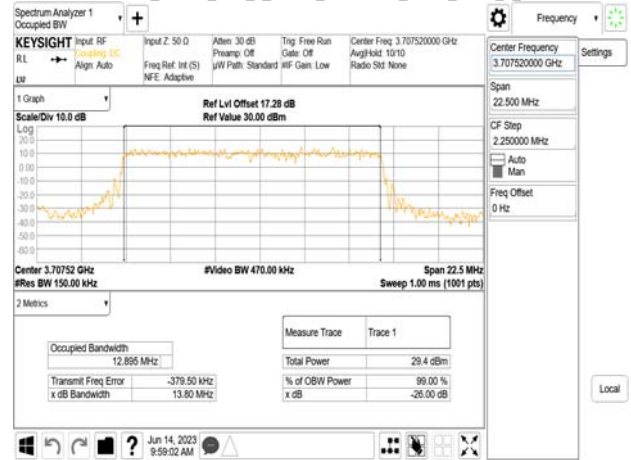 Spectrum Analyzer 1
Occupied BW
+
Frequency
KEYSIGHT
Input: RF
Coupling: DC
Align: Auto
Input Z: 50 Ω
Freq Ref: Int (S)
NFE: Adaptive
Atten: 30 dB
Preamp: Off
µW Path: Standard
Trig: Free Run
Gate: Off
#IF Gain: Low
Center Freq: 3.707520000 GHz
Avg|Hold: 10/10
Radio Std: None
RL
Center Frequency
3.707520000 GHz
Settings
Span
22.500 MHz
CF Step
2.250000 MHz
Auto
Man
Freq Offset
0 Hz
1 Graph
Scale/Div 10.0 dB
Ref Lvl Offset 17.28 dB
Ref Value 30.00 dBm
Log
20.0
10.0
0.00
-10.0
-20.0
-30.0
-40.0
-50.0
-60.0
Center 3.70752 GHz
#Video BW 470.00 kHz
Span 22.5 MHz
#Res BW 150.00 kHz
Sweep 1.00 ms (1001 pts)
2 Metrics
Measure Trace Trace 1
Occupied Bandwidth
12.895 MHz
Total Power 29.4 dBm
Transmit Freq Error -379.50 kHz
% of OBW Power 99.00 %
x dB Bandwidth 13.80 MHz
x dB -26.00 dB
Local
?
Jun 14, 2023
9:59:02 AM